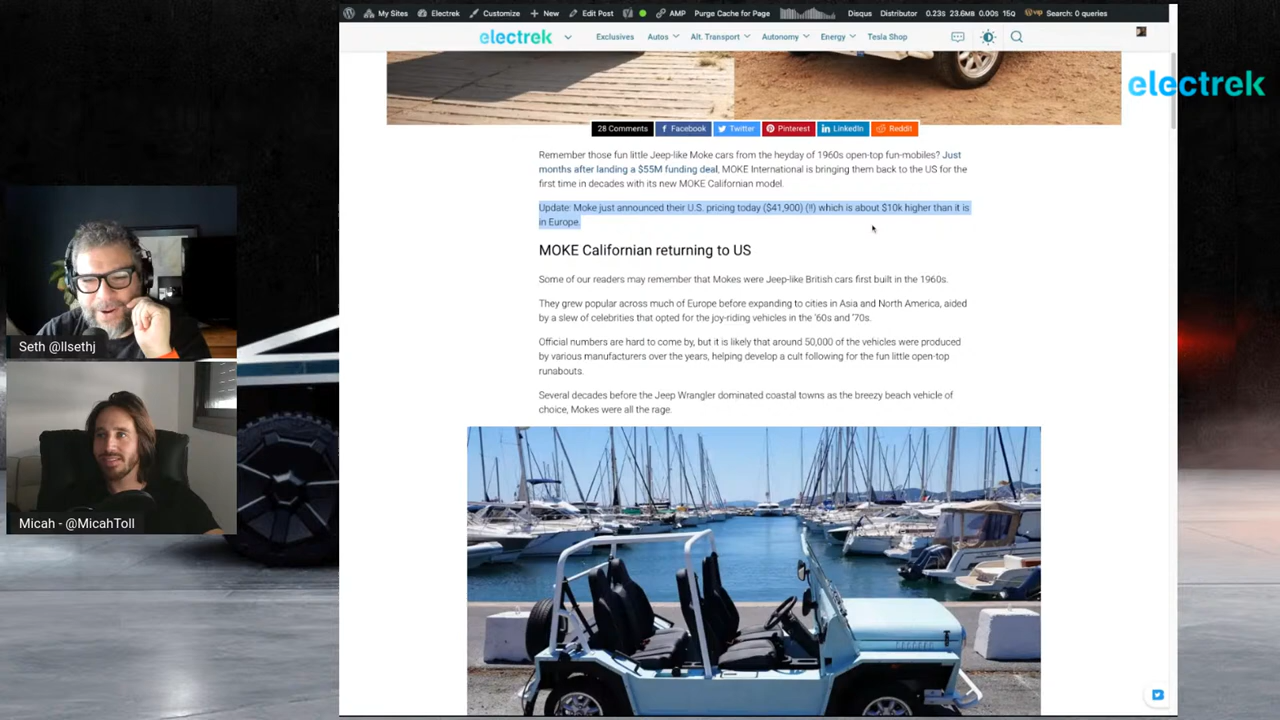 My Sites Electrek Customize New Edit Post AMP Purge Cache for Page Disqus Distributor 0.23s 23.6MB 0.00s 15Q Search: 0 queries
electrek Exclusives Autos Alt. Transport Autonomy Energy Tesla Shop
electrek
28 Comments Facebook Twitter Pinterest LinkedIn Reddit
Remember those fun little Jeep-like Moke cars from the heyday of 1960s open-top fun-mobiles? Just
months after landing a $55M funding deal, MOKE International is bringing them back to the US for the
first time in decades with its new MOKE Californian model.
Update: Moke just announced their U.S. pricing today ($41,900) (!!) which is about $10k higher than it is
in Europe.
MOKE Californian returning to US
Some of our readers may remember that Mokes were Jeep-like British cars first built in the 1960s.
They grew popular across much of Europe before expanding to cities in Asia and North America, aided
by a slew of celebrities that opted for the joy-riding vehicles in the '60s and '70s.
Official numbers are hard to come by, but it is likely that around 50,000 of the vehicles were produced
by various manufacturers over the years, helping develop a cult following for the fun little open-top
runabouts.
Several decades before the Jeep Wrangler dominated coastal towns as the breezy beach vehicle of
choice, Mokes were all the rage.
Seth @llsethj
Micah - @MicahToll